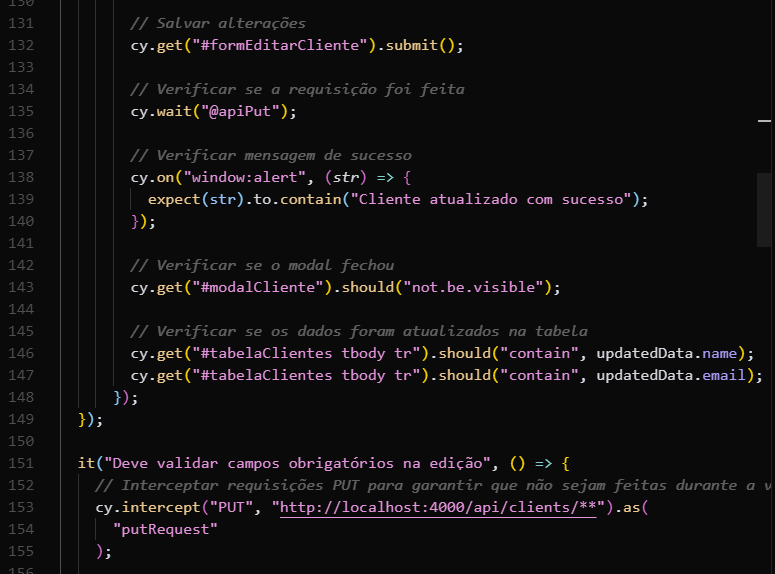 130
131 // Salvar alterações
132 cy.get("#formEditarCliente").submit();
133
134 // Verificar se a requisição foi feita
135 cy.wait("@apiPut");
136
137 // Verificar mensagem de sucesso
138 cy.on("window:alert", (str) => {
139 expect(str).to.contain("Cliente atualizado com sucesso");
140 });
141
142 // Verificar se o modal fechou
143 cy.get("#modalCliente").should("not.be.visible");
144
145 // Verificar se os dados foram atualizados na tabela
146 cy.get("#tabelaClientes tbody tr").should("contain", updatedData.name);
147 cy.get("#tabelaClientes tbody tr").should("contain", updatedData.email);
148 });
149 });
150
151 it("Deve validar campos obrigatórios na edição", () => {
152 // Interceptar requisições PUT para garantir que não sejam feitas durante a v
153 cy.intercept("PUT", "http://localhost:4000/api/clients/**").as(
154 "putRequest"
155 );
156